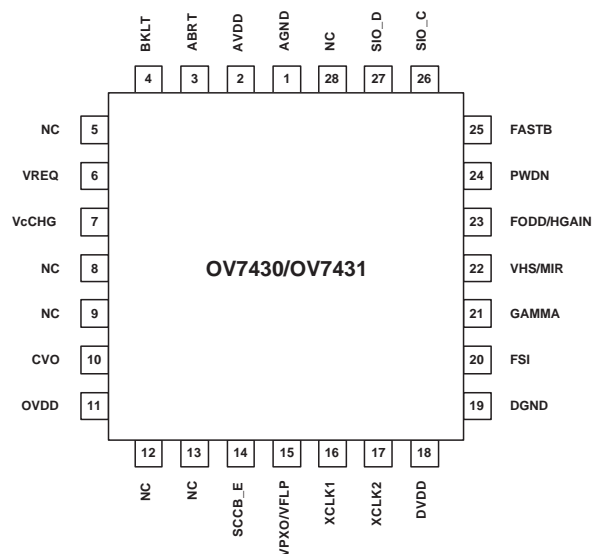 BKLT
ABRT
AVDD
AGND
NC
SIO_D
SIO_C
4
3
2
1
28
27
26
NC 5
25 FASTB
VREQ 6
24 PWDN
VcCHG 7
23 FODD/HGAIN
NC 8
OV7430/OV7431
22 VHS/MIR
NC 9
21 GAMMA
CVO 10
20 FSI
OVDD 11
19 DGND
12
13
14
15
16
17
18
NC
NC
SCCB_E
VPXO/VFLP
XCLK1
XCLK2
DVDD